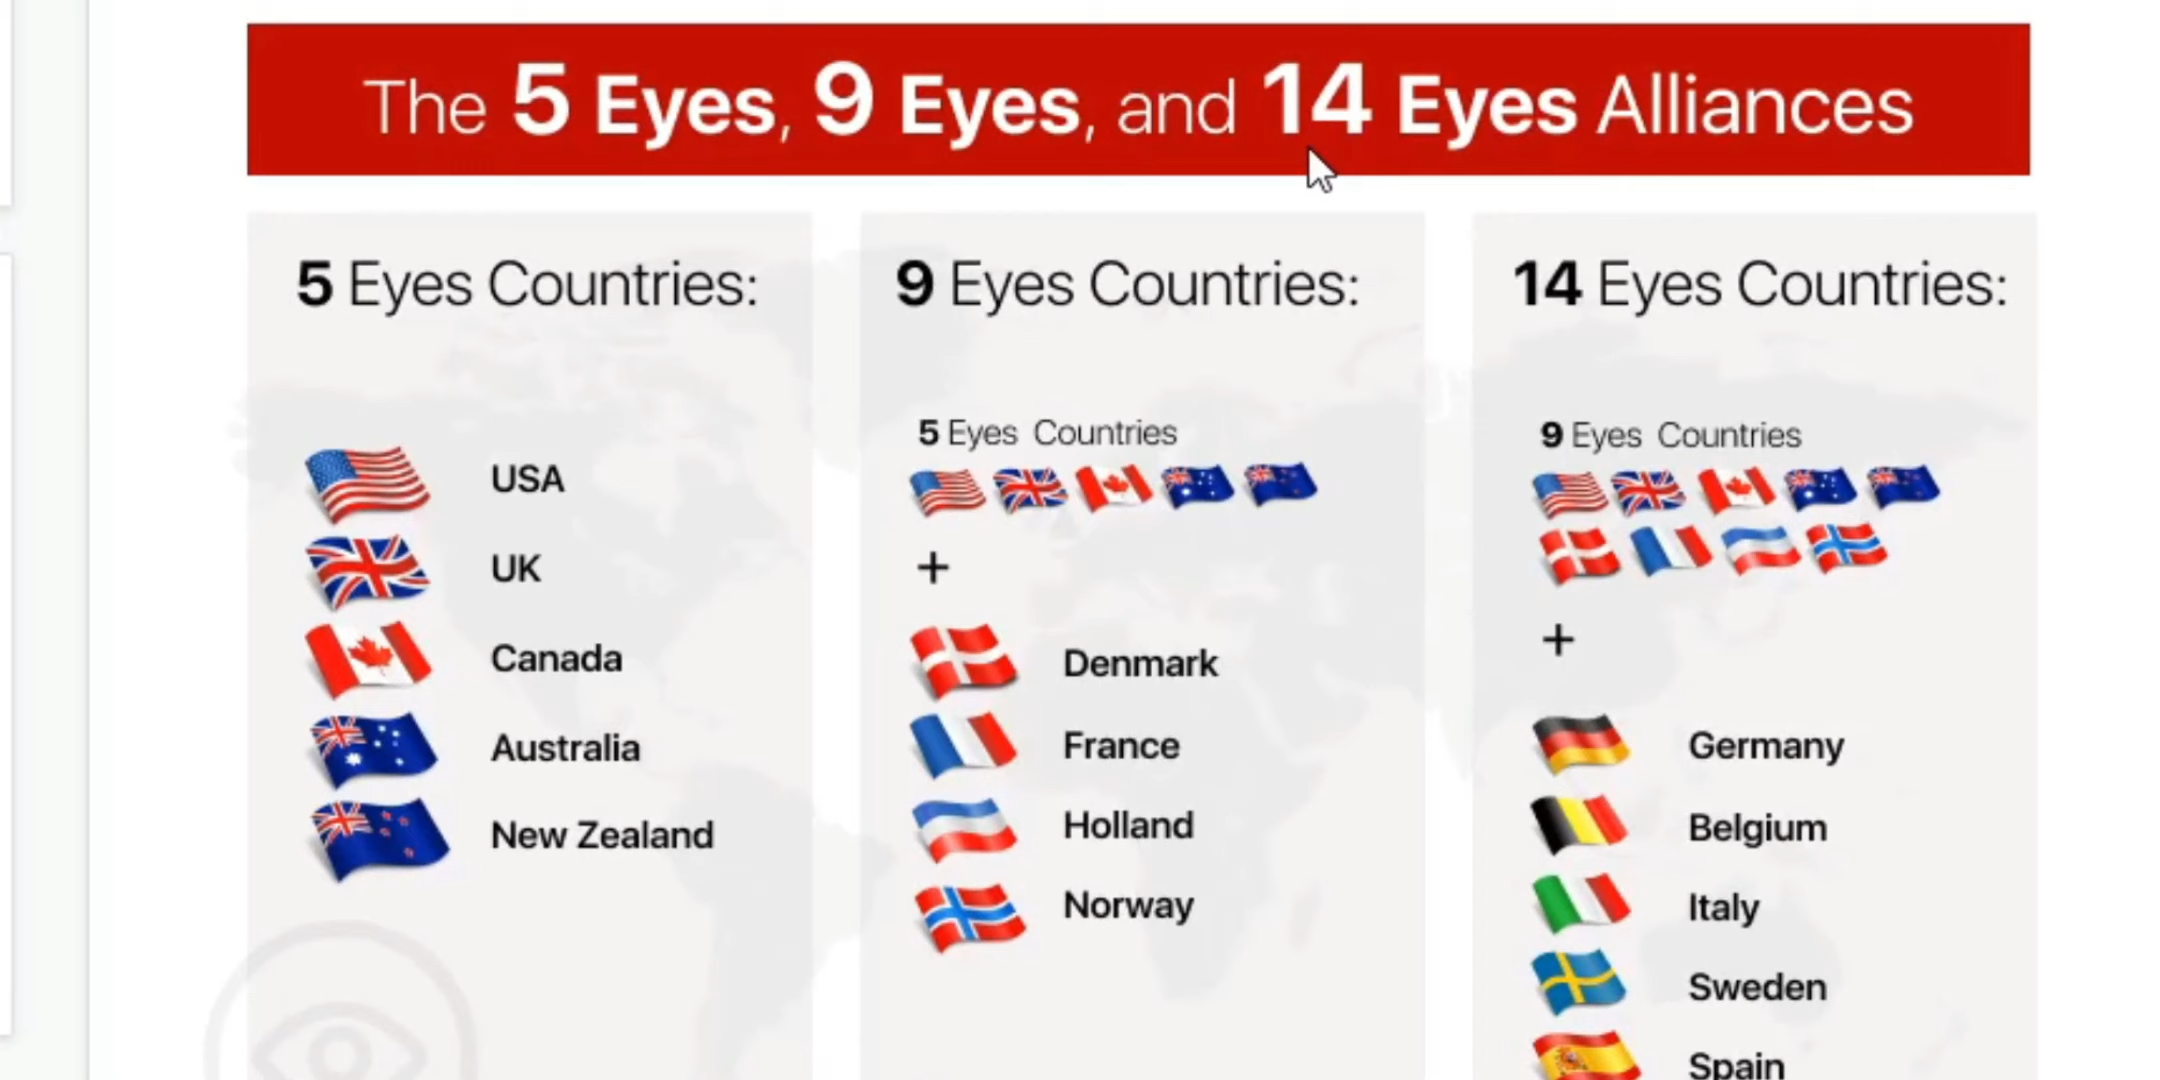 The 5 Eyes, 9 Eyes, and 14 Eyes Alliances
5 Eyes Countries:
USA
UK
Canada
Australia
New Zealand
9 Eyes Countries:
5 Eyes Countries
+
Denmark
France
Holland
Norway
14 Eyes Countries:
9 Eyes Countries
+
Germany
Belgium
Italy
Sweden
Spain